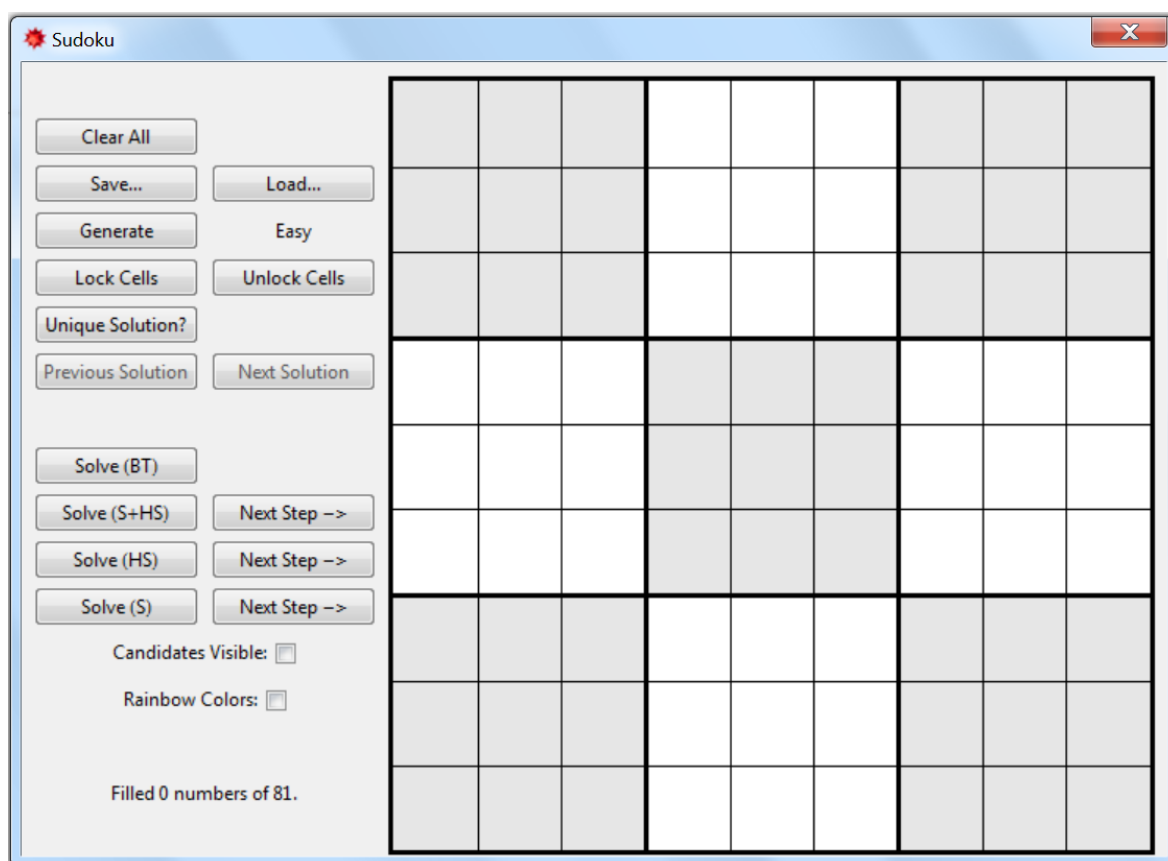 Sudoku
X
Clear All
Save... Load...
Generate Easy
Lock Cells Unlock Cells
Unique Solution?
Previous Solution Next Solution
Solve (BT)
Solve (S+HS) Next Step –>
Solve (HS) Next Step –>
Solve (S) Next Step –>
Candidates Visible:
Rainbow Colors:
Filled 0 numbers of 81.